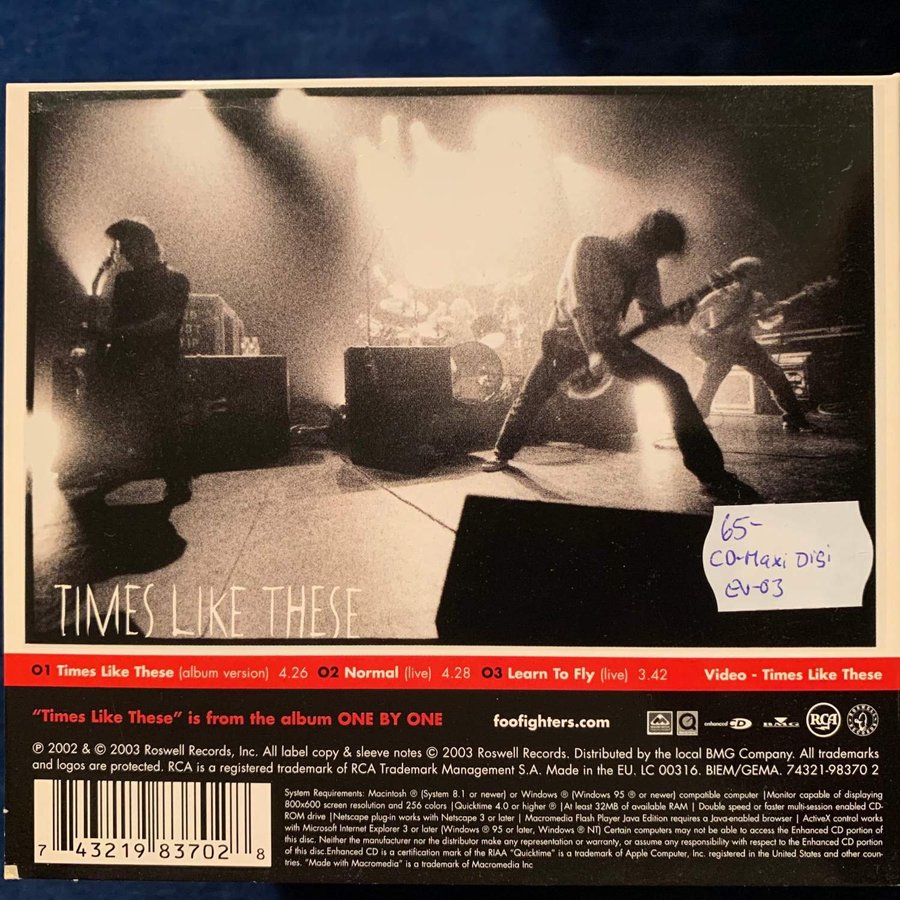 65-
CD-Maxi Digi
EU-03
TIMES LIKE THESE
01 Times Like These (album version) 4.26 02 Normal (live) 4.28 03 Learn To Fly (live) 3.42 Video - Times Like These
"Times Like These" is from the album ONE BY ONE foofighters.com enhanced CD BMG RCA
℗ 2002 & © 2003 Roswell Records, Inc. All label copy & sleeve notes © 2003 Roswell Records. Distributed by the local BMG Company. All trademarks
and logos are protected. RCA is a registered trademark of RCA Trademark Management S.A. Made in the EU. LC 00316. BIEM/GEMA. 74321-98370 2
System Requirements: Macintosh ® (System 8.1 or newer) or Windows (Windows 95 ® or newer) compatible computer |Monitor capable of displaying
800x600 screen resolution and 256 colors |Quicktime 4.0 or higher ® |At least 32MB of available RAM | Double speed or faster multi-session enabled CD-
ROM drive |Netscape plug-in works with Netscape 3 or later | Macromedia Flash Player Java Edition requires a Java-enabled browser | ActiveX control works
with Microsoft Internet Explorer 3 or later (Windows ® 95 or later, Windows ® NT) Certain computers may not be able to access the Enhanced CD portion of
this disc. Neither the manufacturer nor the distributor make any representation or warranty, or assume any responsibility with respect to the Enhanced CD portion
of this disc.Enhanced CD is a certification mark of the RIAA "Quicktime" is a trademark of Apple Computer, Inc. registered in the United States and other coun-
tries. "Made with Macromedia" is a trademark of Macromedia Inc
7 43219 83702 8